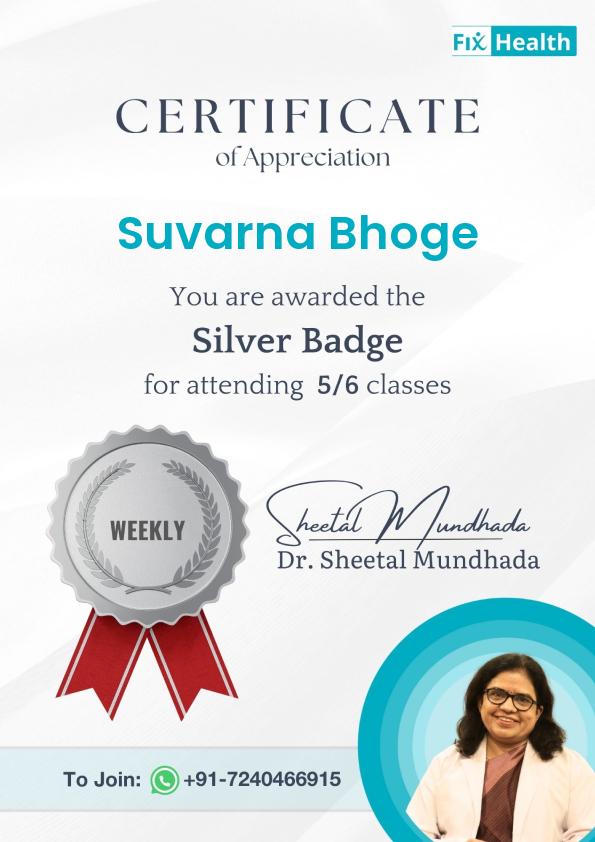 Fix Health
CERTIFICATE
of Appreciation
Suvarna Bhoge
You are awarded the
Silver Badge
for attending 5/6 classes
WEEKLY
Sheetal Mundhada
Dr. Sheetal Mundhada
To Join: +91-7240466915